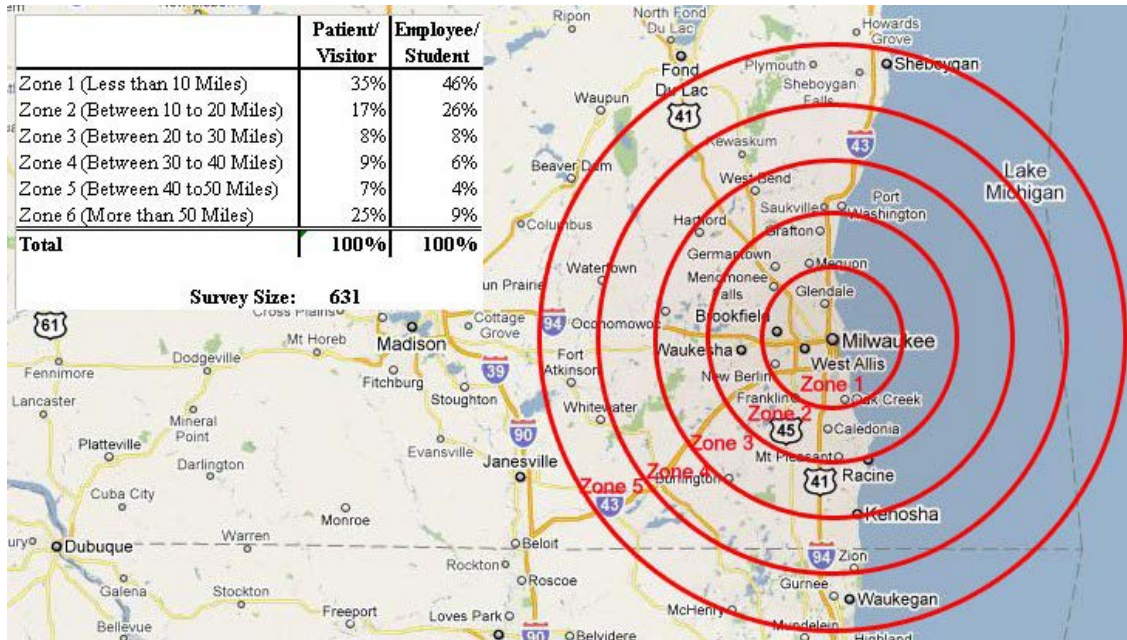 Patient/ Employee/
Visitor Student
Zone 1 (Less than 10 Miles) 35% 46%
Zone 2 (Between 10 to 20 Miles) 17% 26%
Zone 3 (Between 20 to 30 Miles) 8% 8%
Zone 4 (Between 30 to 40 Miles) 9% 6%
Zone 5 (Between 40 to50 Miles) 7% 4%
Zone 6 (More than 50 Miles) 25% 9%
Total 100% 100%
Survey Size: 631
Ripon
North Fond
Du Lac
Howards
Grove
Fond
Du Lac
Plymouth
Sheboygan
Sheboygan
Falls
Waupun
41
Kewaskum
43
Beaver Dam
Lake
Michigan
West Bend
Port
Washington
Saukville
Columbus
Hartford
Grafton
Germantown
Mequon
Watertown
Menomonee
Falls
Glendale
un Prairie
Cross Plains
61
Cottage
Grove
94
Oconomowoc
Brookfield
Mt Horeb
Madison
Waukesha
Milwaukee
Dodgeville
Fennimore
Fitchburg
39
Fort
Atkinson
West Allis
New Berlin
Zone 1
Stoughton
Lancaster
Whitewater
Franklin
Oak Creek
Zone 2
Mineral
Point
45
Caledonia
Platteville
90
Evansville
Zone 3
Darlington
Janesville
Mt Pleasant
Zone 4
Racine
Cuba City
Zone 5
Burlington
41
43
Monroe
Kenosha
Dubuque
Warren
Beloit
94
Zion
Rockton
Galena
Stockton
Roscoe
Gurnee
Waukegan
Freeport
Loves Park
McHenry
Bellevue
90
Belvidere
Mundelein
Highland